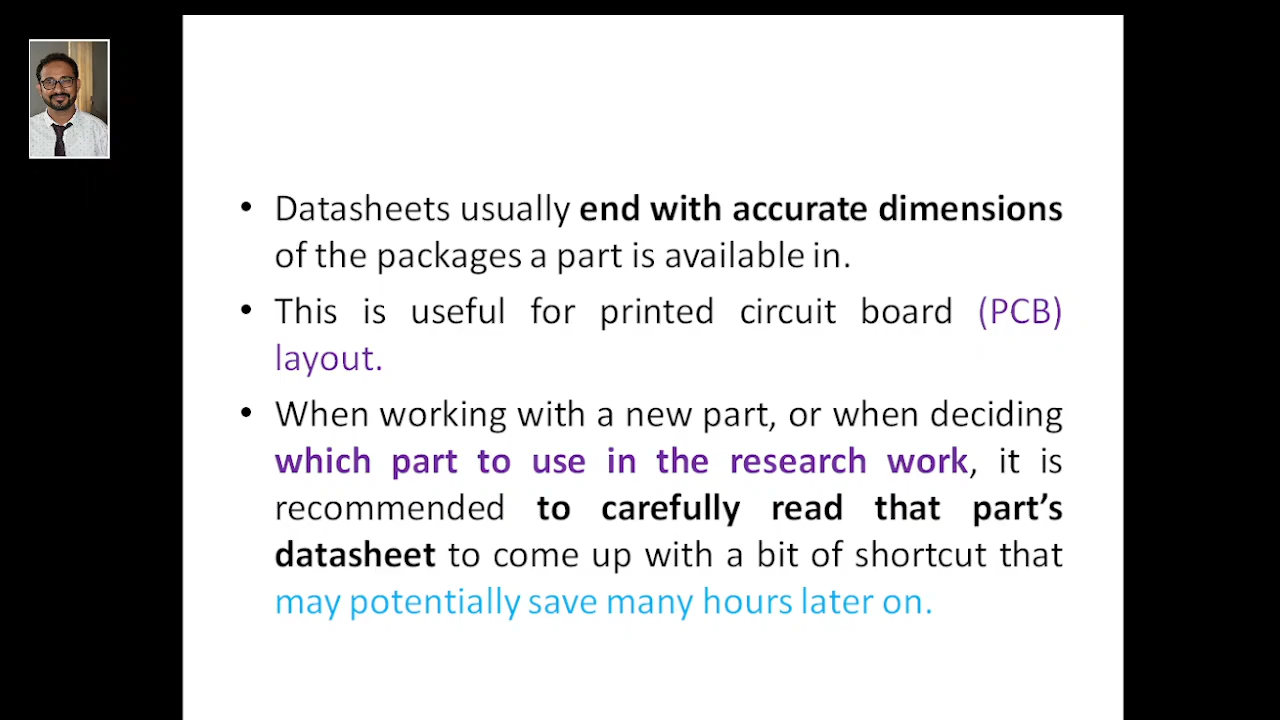 • Datasheets usually end with accurate dimensions
of the packages a part is available in.
• This is useful for printed circuit board (PCB)
layout.
• When working with a new part, or when deciding
which part to use in the research work, it is
recommended to carefully read that part’s
datasheet to come up with a bit of shortcut that
may potentially save many hours later on.